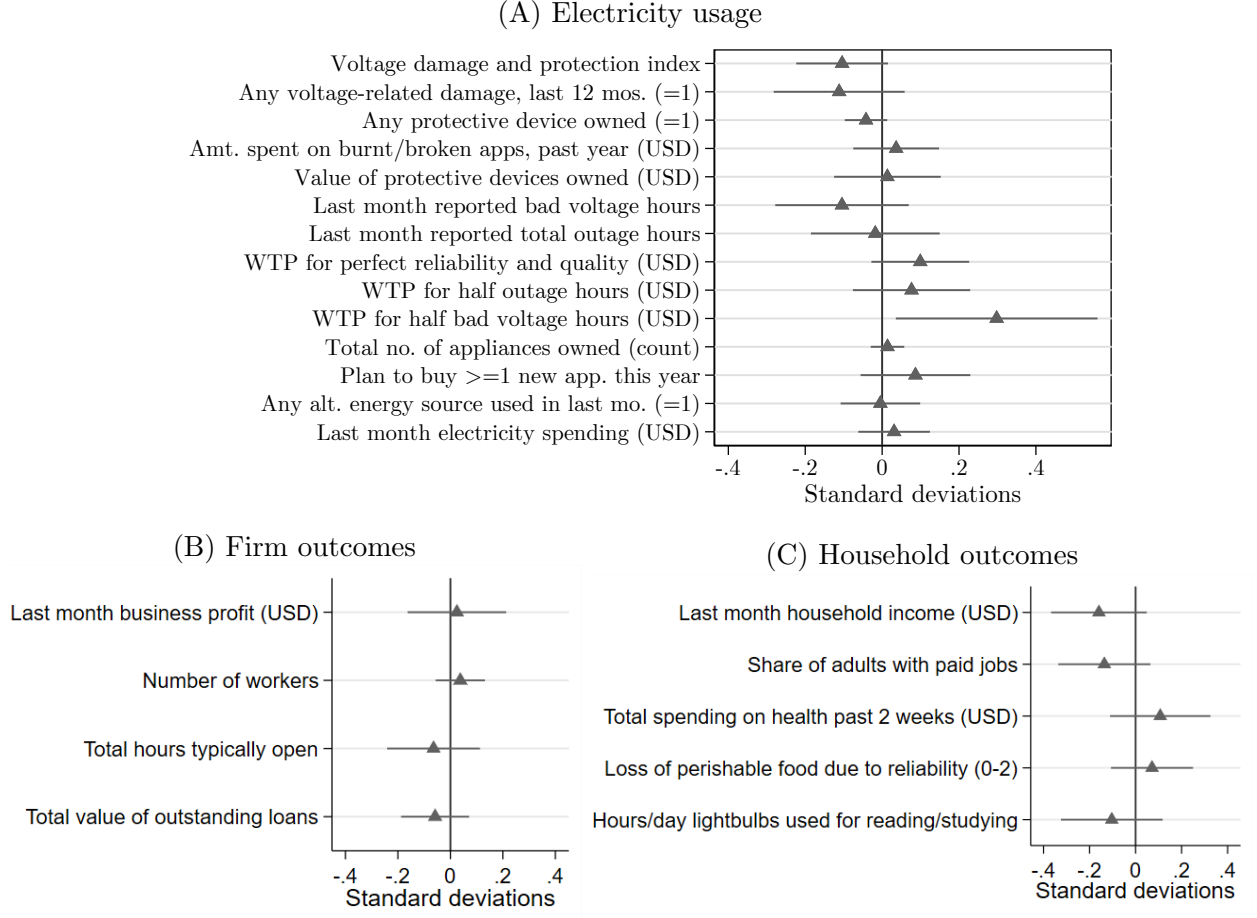 (A) Electricity usage
Voltage damage and protection index
Any voltage-related damage, last 12 mos. (=1)
Any protective device owned (=1)
Amt. spent on burnt/broken apps, past year (USD)
Value of protective devices owned (USD)
Last month reported bad voltage hours
Last month reported total outage hours
WTP for perfect reliability and quality (USD)
WTP for half outage hours (USD)
WTP for half bad voltage hours (USD)
Total no. of appliances owned (count)
Plan to buy >=1 new app. this year
Any alt. energy source used in last mo. (=1)
Last month electricity spending (USD)
-.4 -.2 0 .2 .4
Standard deviations
(B) Firm outcomes
Last month business profit (USD)
Number of workers
Total hours typically open
Total value of outstanding loans
-.4 -.2 0 .2 .4
Standard deviations
(C) Household outcomes
Last month household income (USD)
Share of adults with paid jobs
Total spending on health past 2 weeks (USD)
Loss of perishable food due to reliability (0-2)
Hours/day lightbulbs used for reading/studying
-.4 -.2 0 .2 .4
Standard deviations